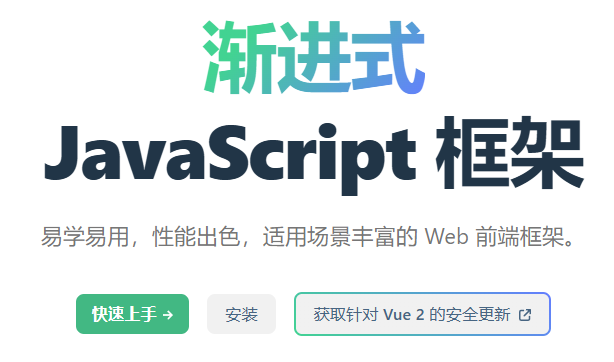 渐进式
JavaScript 框架
易学易用，性能出色，适用场景丰富的 Web 前端框架。
快速上手 → 安装 获取针对 Vue 2 的安全更新